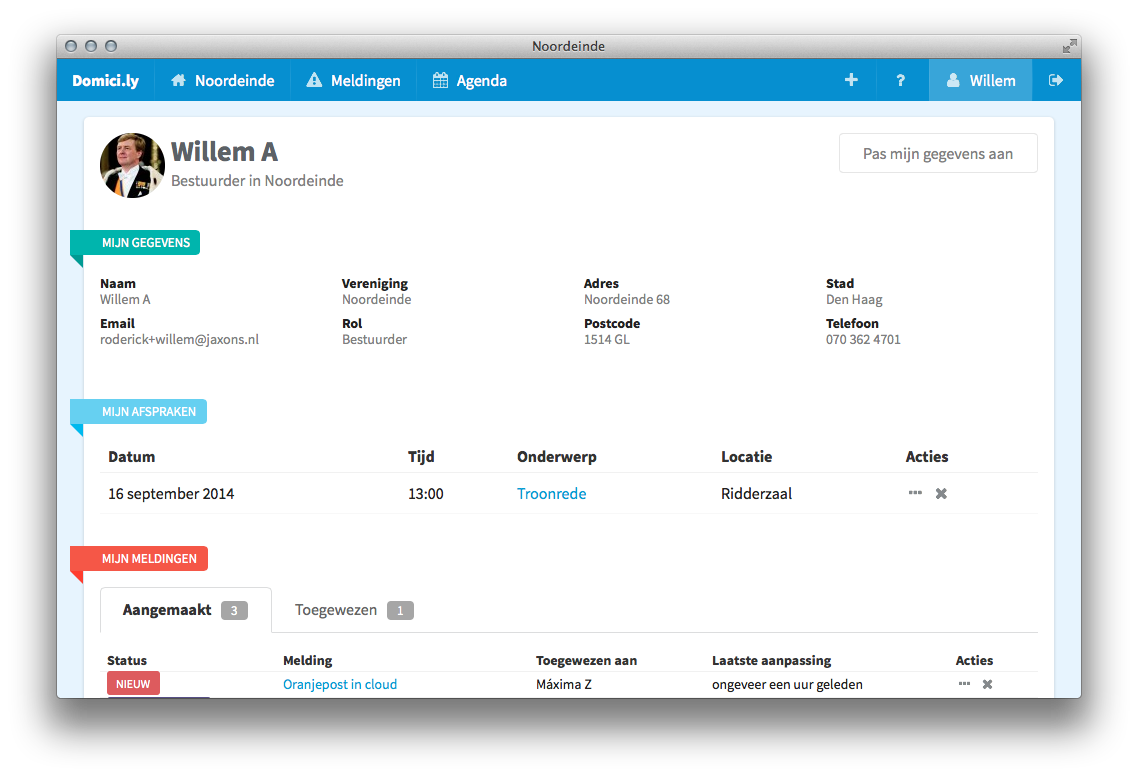 Noordeinde
Domici.ly Noordeinde Meldingen Agenda + ? Willem
Willem A
Bestuurder in Noordeinde
Pas mijn gegevens aan
MIJN GEGEVENS
Naam Vereniging Adres Stad
Willem A Noordeinde Noordeinde 68 Den Haag
Email Rol Postcode Telefoon
roderick+willem@jaxons.nl Bestuurder 1514 GL 070 362 4701
MIJN AFSPRAKEN
Datum Tijd Onderwerp Locatie Acties
16 september 2014 13:00 Troonrede Ridderzaal
MIJN MELDINGEN
Aangemaakt 3 Toegewezen 1
Status Melding Toegewezen aan Laatste aanpassing Acties
NIEUW Oranjepost in cloud Máxima Z ongeveer een uur geleden